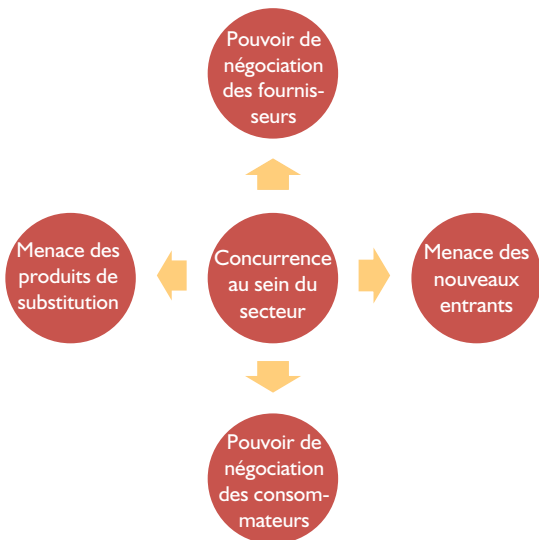 Pouvoir de
négociation
des fournis-
seurs
Menace des
produits de
substitution
Concurrence
au sein du
secteur
Menace des
nouveaux
entrants
Pouvoir de
négociation
des consom-
mateurs